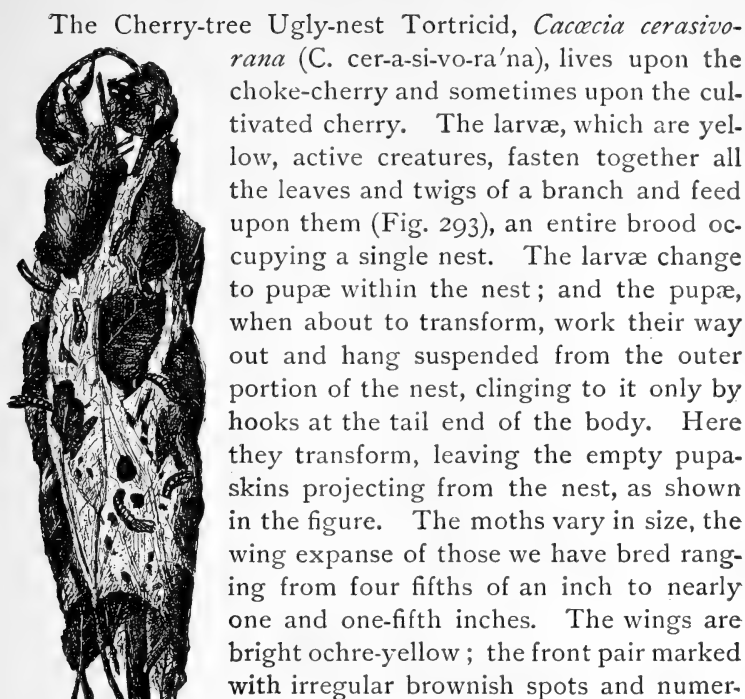 The Cherry-tree Ugly-nest Tortricid, Cacœcia cerasivo-
rana (C. cer-a-si-vo-ra'na), lives upon the
choke-cherry and sometimes upon the cul-
tivated cherry. The larvæ, which are yel-
low, active creatures, fasten together all
the leaves and twigs of a branch and feed
upon them (Fig. 293), an entire brood oc-
cupying a single nest. The larvæ change
to pupæ within the nest; and the pupæ,
when about to transform, work their way
out and hang suspended from the outer
portion of the nest, clinging to it only by
hooks at the tail end of the body. Here
they transform, leaving the empty pupa-
skins projecting from the nest, as shown
in the figure. The moths vary in size, the
wing expanse of those we have bred rang-
ing from four fifths of an inch to nearly
one and one-fifth inches. The wings are
bright ochre-yellow; the front pair marked
with irregular brownish spots and numer-